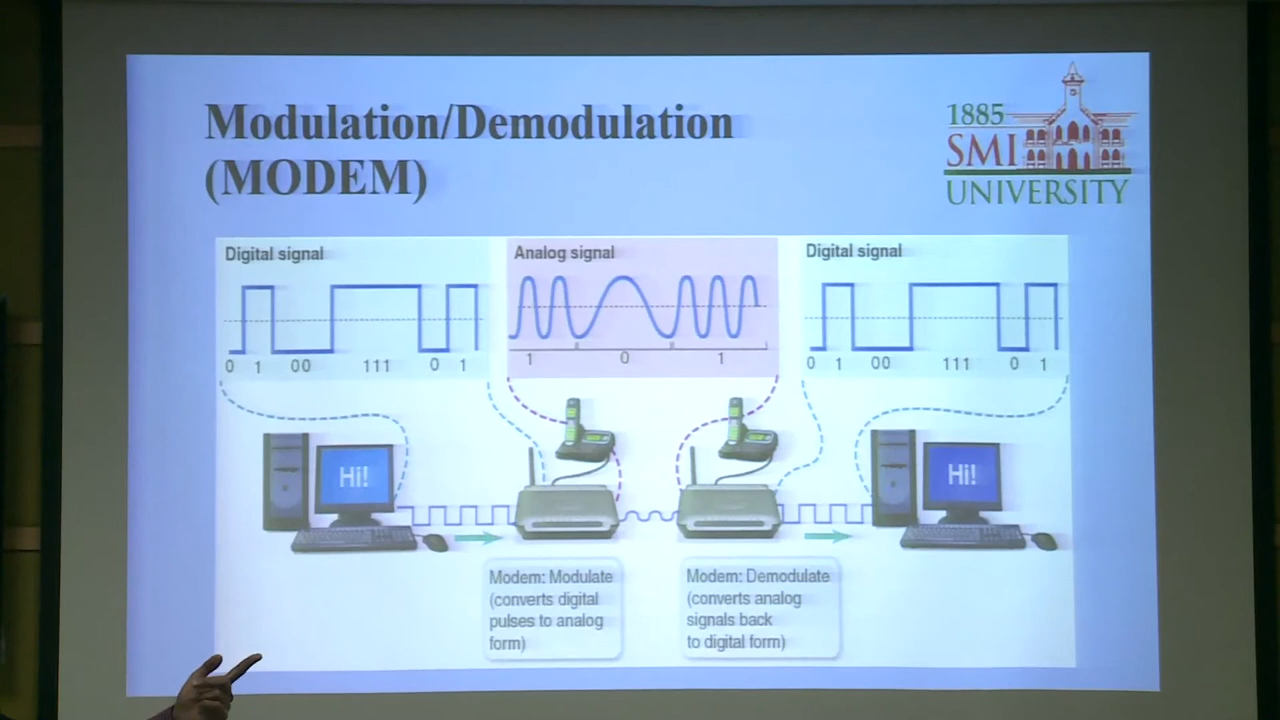 Modulation/Demodulation
(MODEM)
1885
SMI
UNIVERSITY
Digital signal
0 1 00 111 0 1
Analog signal
1 0 1
Digital signal
0 1 00 111 0 1
Hi!
Hi!
Modem: Modulate
(converts digital
pulses to analog
form)
Modem: Demodulate
(converts analog
signals back
to digital form)